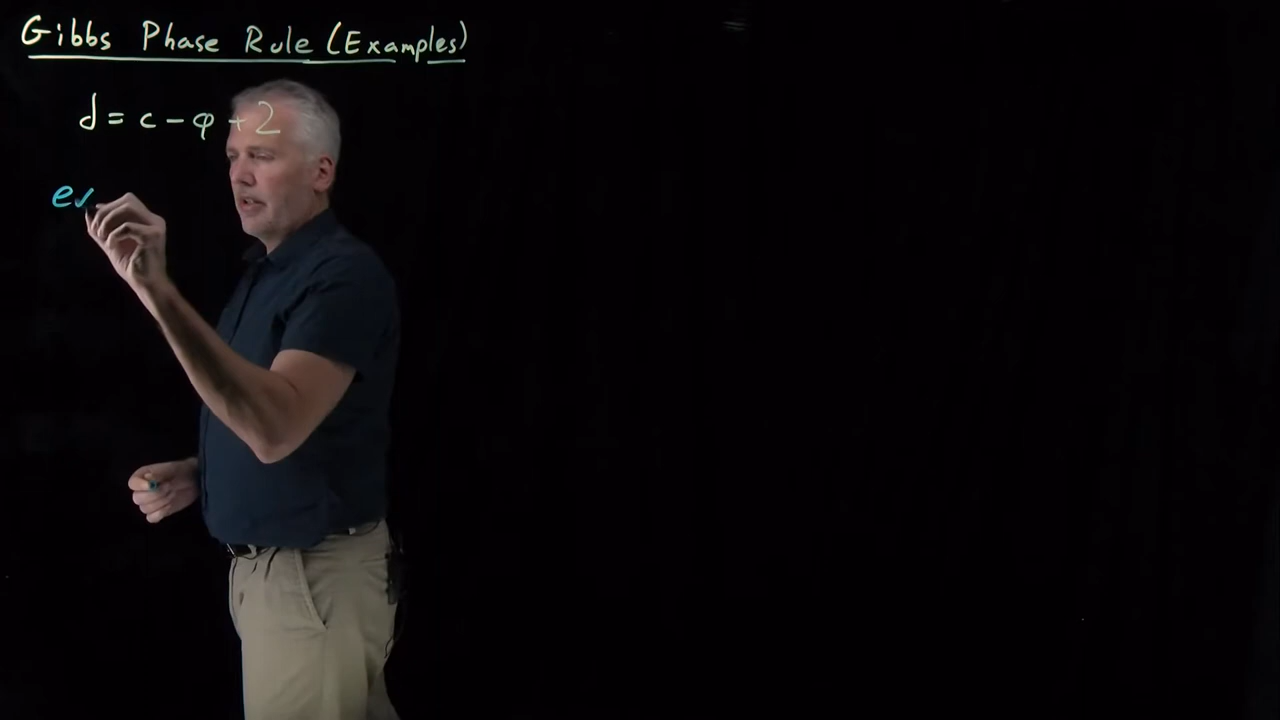 Gibbs Phase Rule (Examples)
d = c - φ + 2